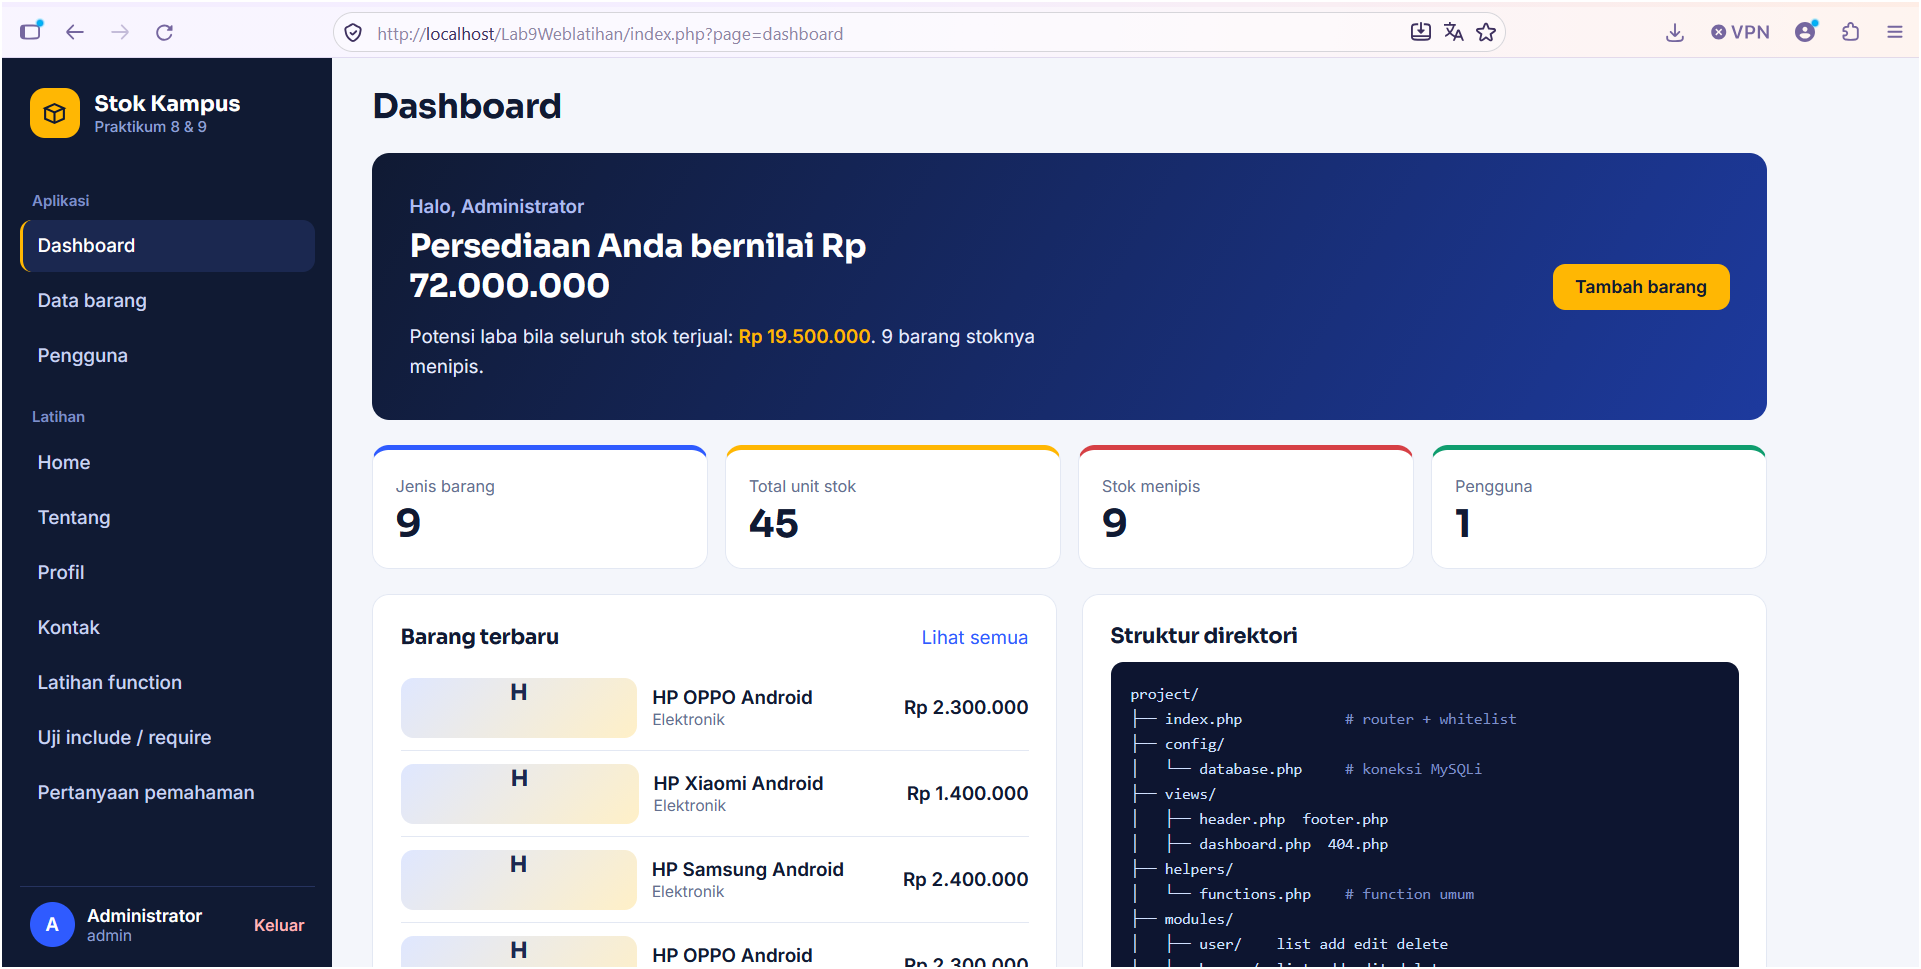 http://localhost/Lab9Weblatihan/index.php?page=dashboard
VPN
Stok Kampus
Praktikum 8 & 9
Aplikasi
Dashboard
Data barang
Pengguna
Latihan
Home
Tentang
Profil
Kontak
Latihan function
Uji include / require
Pertanyaan pemahaman
A
Administrator
admin
Keluar
Dashboard
Halo, Administrator
Persediaan Anda bernilai Rp
72.000.000
Potensi laba bila seluruh stok terjual: Rp 19.500.000. 9 barang stoknya
menipis.
Tambah barang
Jenis barang
9
Total unit stok
45
Stok menipis
9
Pengguna
1
Barang terbaru
Lihat semua
H
HP OPPO Android
Elektronik
Rp 2.300.000
H
HP Xiaomi Android
Elektronik
Rp 1.400.000
H
HP Samsung Android
Elektronik
Rp 2.400.000
H
HP OPPO Android
Rp 2.300.000
Struktur direktori
project/
├── index.php # router + whitelist
├── config/
│ └── database.php # koneksi MySQLi
├── views/
│ ├── header.php footer.php
│ ├── dashboard.php 404.php
├── helpers/
│ └── functions.php # function umum
├── modules/
│ ├── user/ list add edit delete